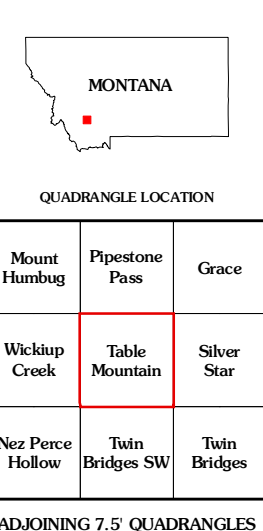 MONTANA
QUADRANGLE LOCATION
Mount
Humbug
Pipestone
Pass
Grace
Wickiup
Creek
Table
Mountain
Silver
Star
Nez Perce
Hollow
Twin
Bridges SW
Twin
Bridges
ADJOINING 7.5' QUADRANGLES